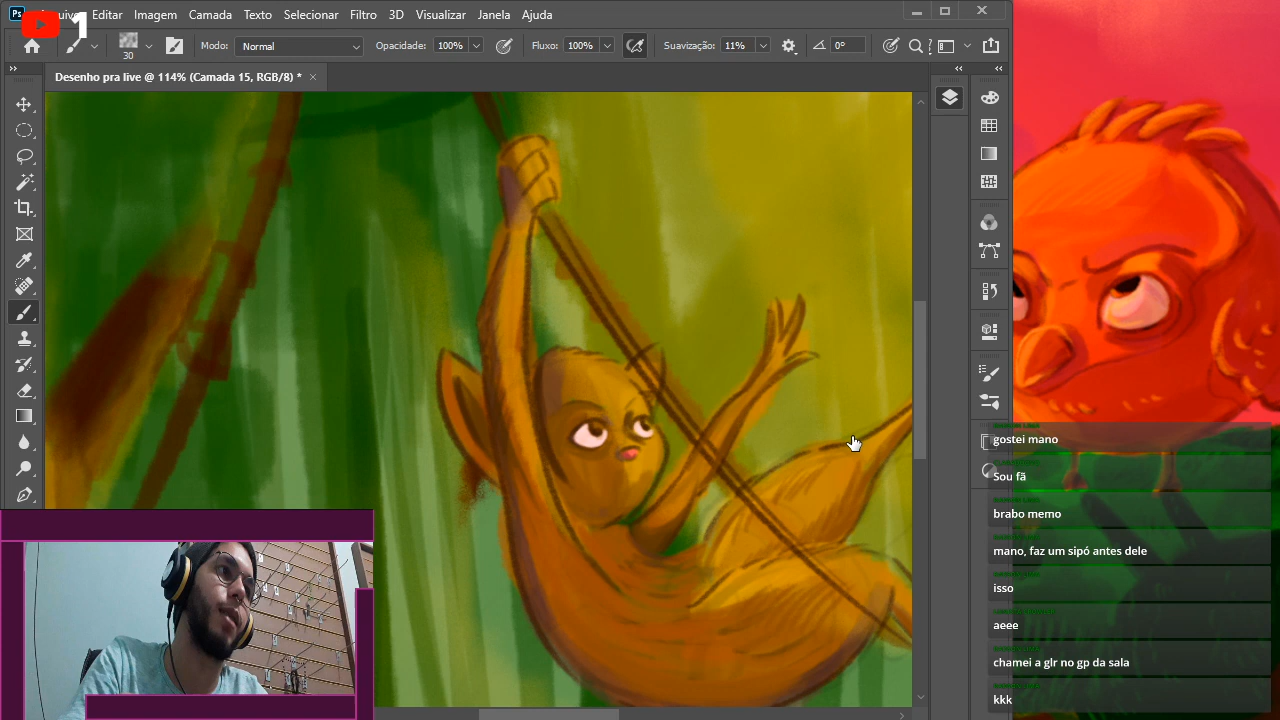 Ps Arquivo Editar Imagem Camada Texto Selecionar Filtro 3D Visualizar Janela Ajuda
1
30 Modo: Normal Opacidade: 100% Fluxo: 100% Suavização: 11% 0°
Desenho pra live @ 114% (Camada 15, RGB/8) *
gostei mano
Sou fã
brabo memo
mano, faz um sipó antes dele
isso
aeee
chamei a glr no gp da sala
kkk